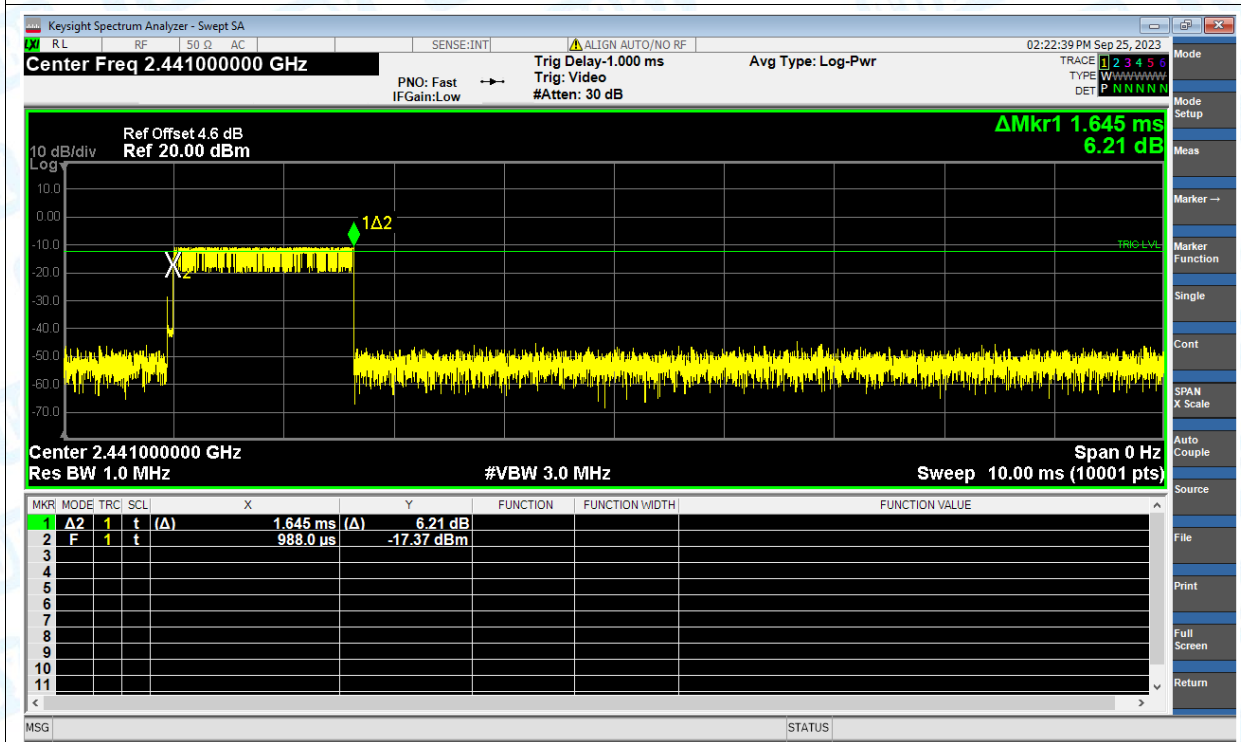 Keysight Spectrum Analyzer - Swept SA
LXI RL RF 50 Ω AC SENSE:INT ALIGN AUTO/NO RF 02:22:39 PM Sep 25, 2023
Center Freq 2.441000000 GHz
PNO: Fast
IFGain:Low
Trig Delay-1.000 ms
Trig: Video
#Atten: 30 dB
Avg Type: Log-Pwr
TRACE 1 2 3 4 5 6
TYPE WWWWWW
DET P N N N N N
ΔMkr1 1.645 ms
6.21 dB
Ref Offset 4.6 dB
10 dB/div Ref 20.00 dBm
Log
10.0
0.00
-10.0
-20.0
-30.0
-40.0
-50.0
-60.0
-70.0
1Δ2
2
TRIG LVL
Center 2.441000000 GHz Span 0 Hz
Res BW 1.0 MHz #VBW 3.0 MHz Sweep 10.00 ms (10001 pts)
MKR MODE TRC SCL X Y FUNCTION FUNCTION WIDTH FUNCTION VALUE
1 Δ2 1 t (Δ) 1.645 ms (Δ) 6.21 dB
2 F 1 t 988.0 µs -17.37 dBm
3
4
5
6
7
8
9
10
11
MSG STATUS
Mode
Mode
Setup
Meas
Marker →
Marker
Function
Single
Cont
SPAN
X Scale
Auto
Couple
Source
File
Print
Full
Screen
Return